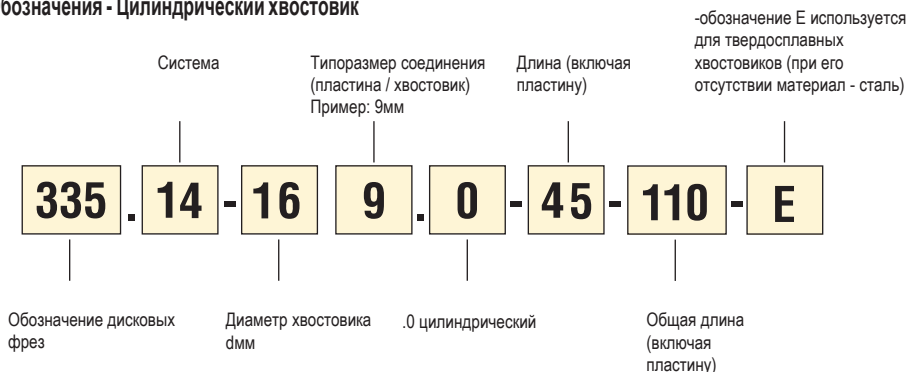 бозначения - Цилиндрический хвостовик
-обозначение Е используется
для твердосплавных
хвостовиков (при его
отсутствии материал - сталь)
Система
Типоразмер соединения
(пластина / хвостовик)
Пример: 9мм
Длина (включая
пластину)
335 . 14 - 16 9 . 0 - 45 - 110 - E
Обозначение дисковых
фрез
Диаметр хвостовика
dмм
.0 цилиндрический
Общая длина
(включая
пластину)